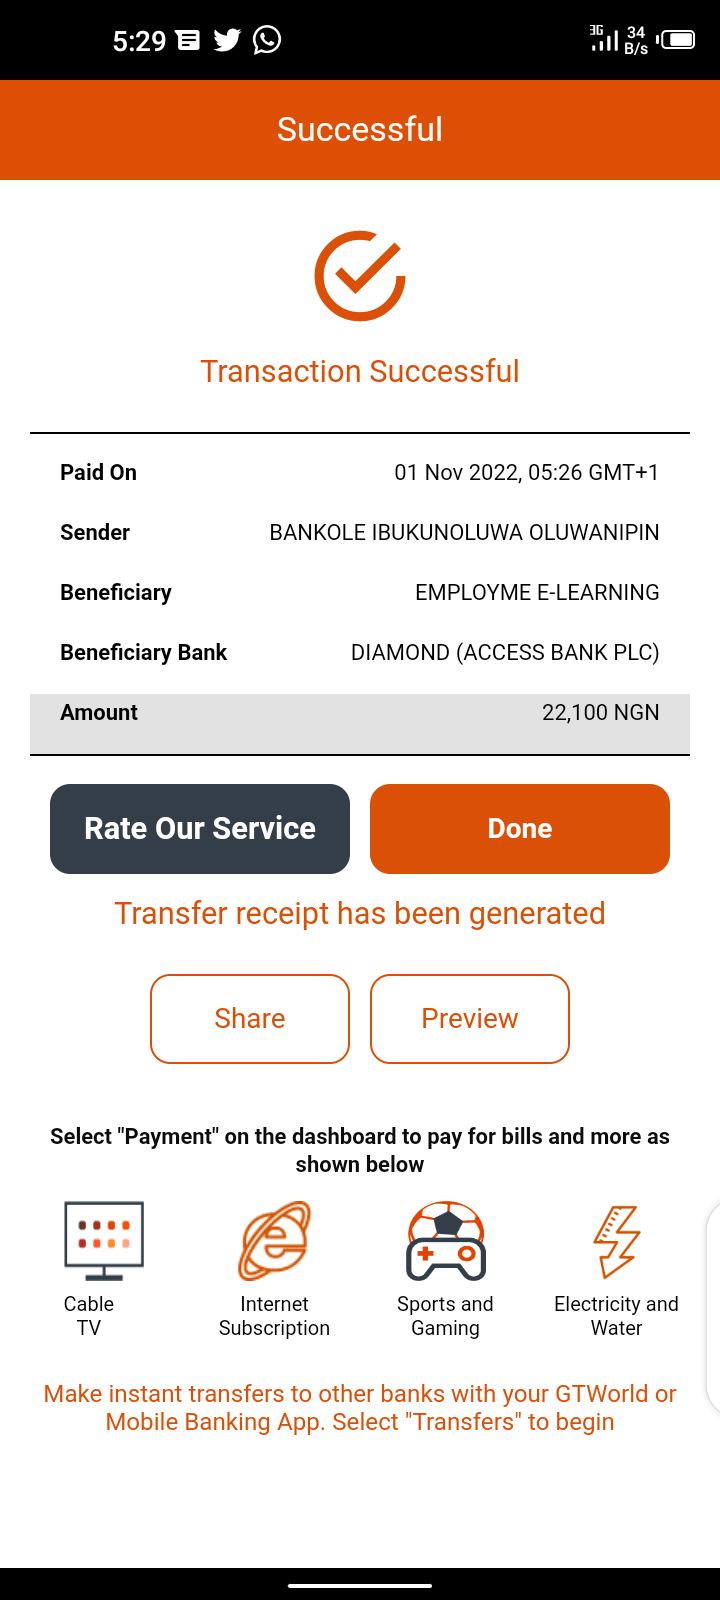 5:29
3G
34
B/s
Successful
Transaction Successful
Paid On 01 Nov 2022, 05:26 GMT+1
Sender BANKOLE IBUKUNOLUWA OLUWANIPIN
Beneficiary EMPLOYME E-LEARNING
Beneficiary Bank DIAMOND (ACCESS BANK PLC)
Amount 22,100 NGN
Rate Our Service Done
Transfer receipt has been generated
Share Preview
Select "Payment" on the dashboard to pay for bills and more as
shown below
Cable
TV
Internet
Subscription
Sports and
Gaming
Electricity and
Water
Make instant transfers to other banks with your GTWorld or
Mobile Banking App. Select "Transfers" to begin